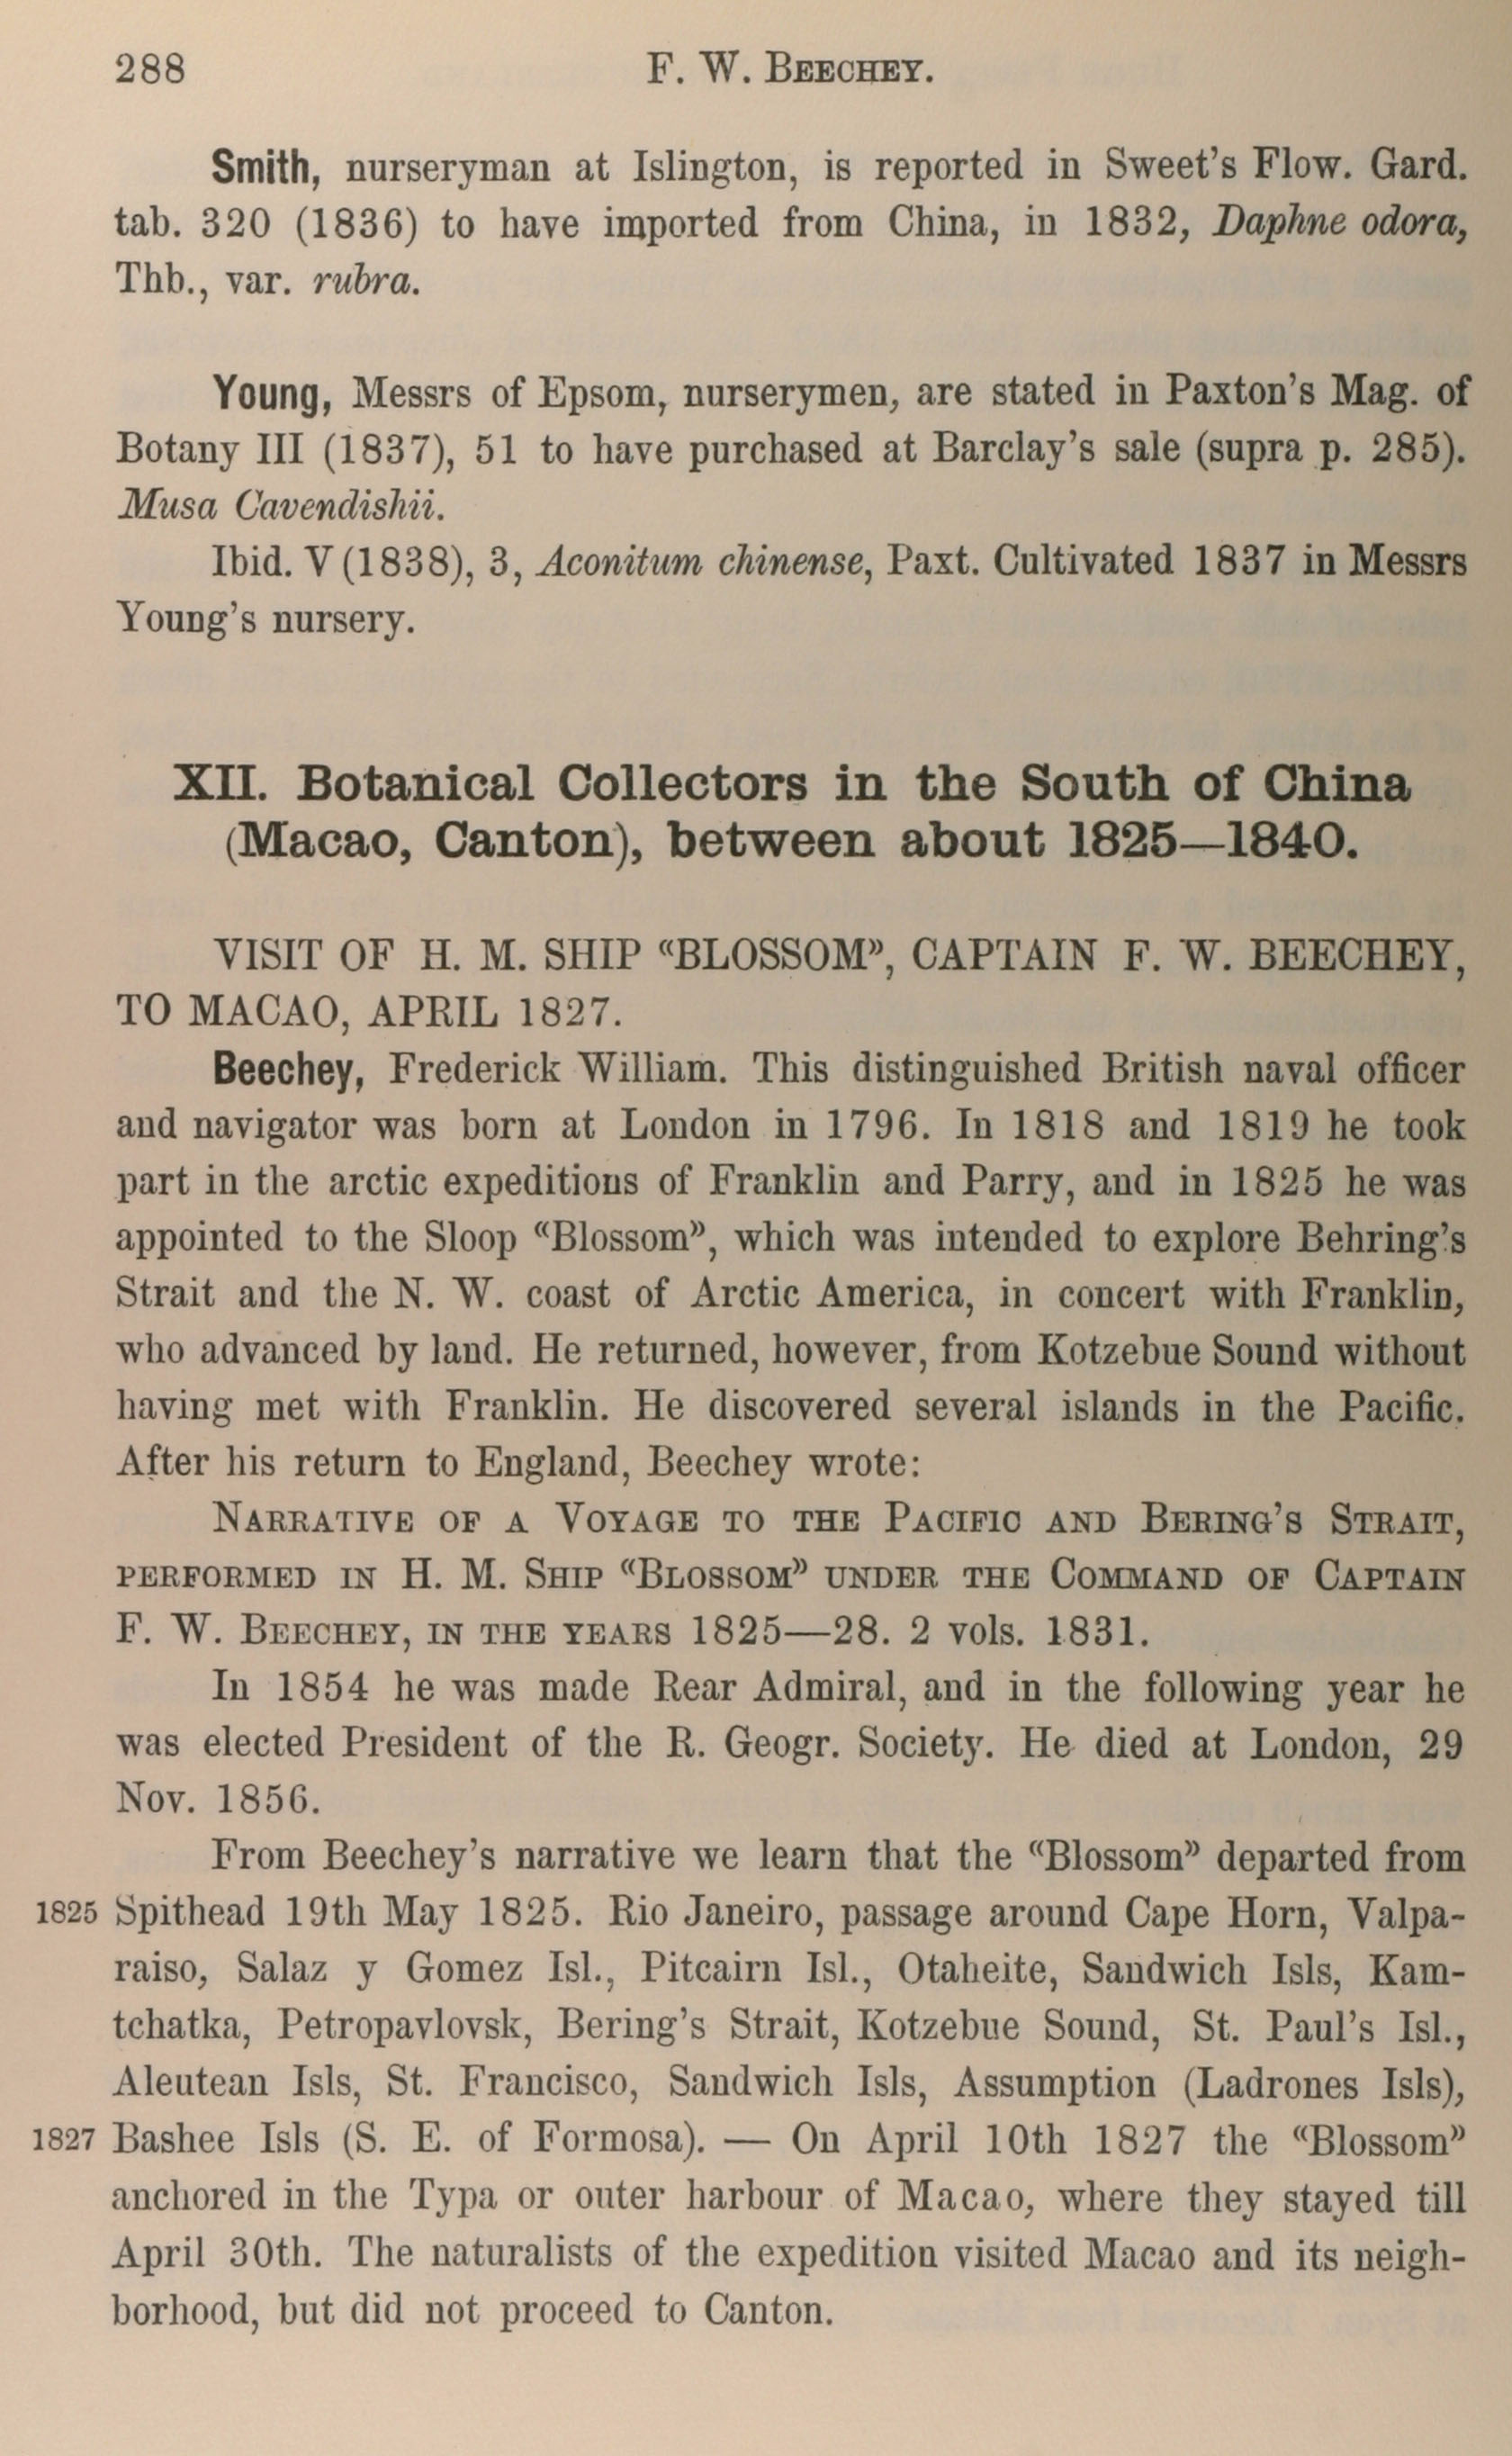 288 F. W. BEECHEY.
Smith, nurseryman at Islington, is reported in Sweet's Flow. Gard.
tab. 320 (1836) to have imported from China, in 1832, Daphne odora,
Thb., var. rubra.
Young, Messrs of Epsom, nurserymen, are stated in Paxton's Mag. of
Botany III (1837), 51 to have purchased at Barclay's sale (supra p. 285).
Musa Cavendishii.
Ibid. V (1838), 3, Aconitum chinense, Paxt. Cultivated 1837 in Messrs
Young's nursery.
XII. Botanical Collectors in the South of China
(Macao, Canton), between about 1825—1840.
VISIT OF H. M. SHIP «BLOSSOM», CAPTAIN F. W. BEECHEY,
TO MACAO, APRIL 1827.
Beechey, Frederick William. This distinguished British naval officer
and navigator was born at London in 1796. In 1818 and 1819 he took
part in the arctic expeditions of Franklin and Parry, and in 1825 he was
appointed to the Sloop «Blossom», which was intended to explore Behring's
Strait and the N. W. coast of Arctic America, in concert with Franklin,
who advanced by land. He returned, however, from Kotzebue Sound without
having met with Franklin. He discovered several islands in the Pacific.
After his return to England, Beechey wrote:
NARRATIVE OF A VOYAGE TO THE PACIFIC AND BERING'S STRAIT,
PERFORMED IN H. M. SHIP «BLOSSOM» UNDER THE COMMAND OF CAPTAIN
F. W. BEECHEY, IN THE YEARS 1825—28. 2 vols. 1831.
In 1854 he was made Rear Admiral, and in the following year he
was elected President of the R. Geogr. Society. He died at London, 29
Nov. 1856.
From Beechey's narrative we learn that the «Blossom» departed from
1825 Spithead 19th May 1825. Rio Janeiro, passage around Cape Horn, Valpa-
raiso, Salaz y Gomez Isl., Pitcairn Isl., Otaheite, Sandwich Isls, Kam-
tchatka, Petropavlovsk, Bering's Strait, Kotzebue Sound, St. Paul's Isl.,
Aleutean Isls, St. Francisco, Sandwich Isls, Assumption (Ladrones Isls),
1827 Bashee Isls (S. E. of Formosa). — On April 10th 1827 the «Blossom»
anchored in the Typa or outer harbour of Macao, where they stayed till
April 30th. The naturalists of the expedition visited Macao and its neigh-
borhood, but did not proceed to Canton.